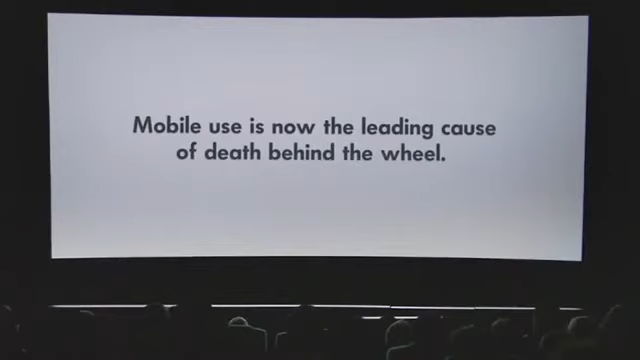 Mobile use is now the leading cause
of death behind the wheel.